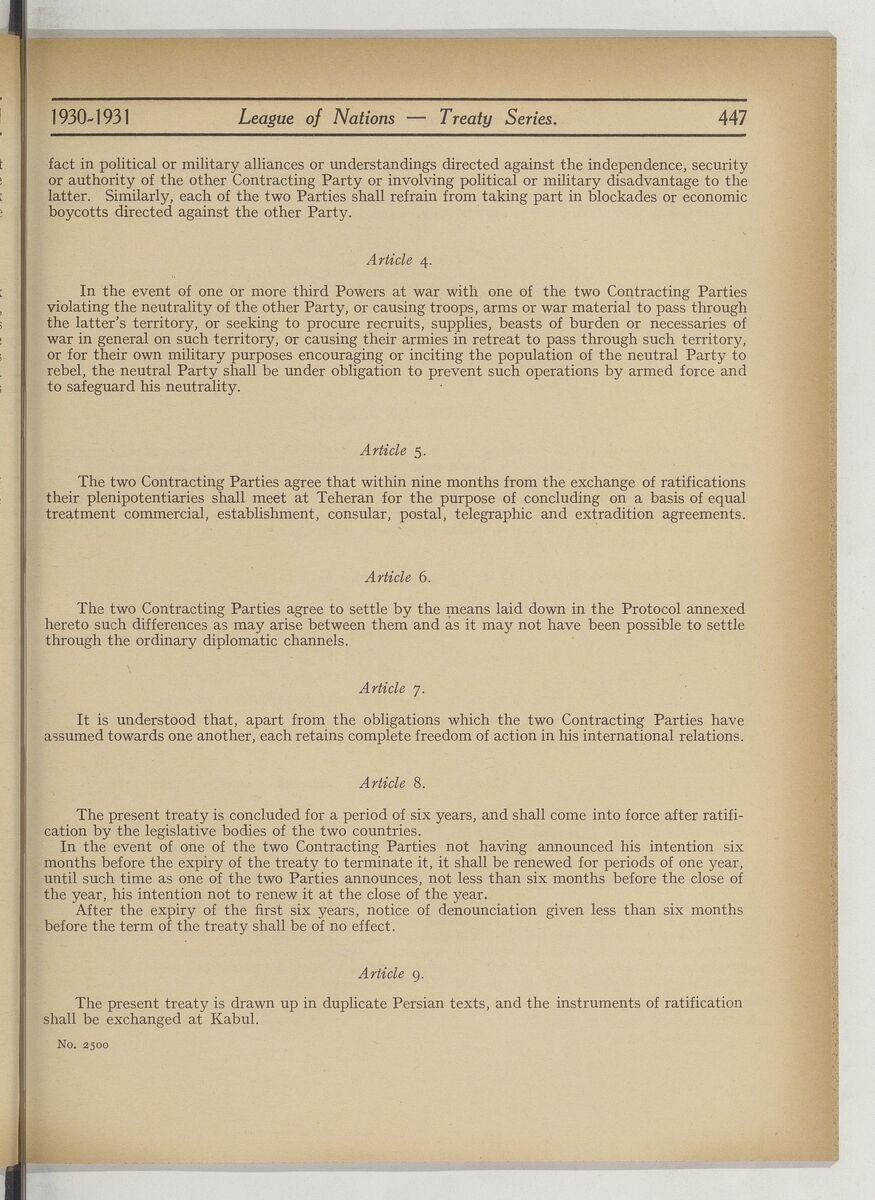 1930-1931 League of Nations — Treaty Series. 447
fact in political or military alliances or understandings directed against the independence, security
or authority of the other Contracting Party or involving political or military disadvantage to the
latter. Similarly, each of the two Parties shall refrain from taking part in blockades or economic
boycotts directed against the other Party.
Article 4.
In the event of one or more third Powers at war with one of the two Contracting Parties
violating the neutrality of the other Party, or causing troops, arms or war material to pass through
the latter's territory, or seeking to procure recruits, supplies, beasts of burden or necessaries of
war in general on such territory, or causing their armies in retreat to pass through such territory,
or for their own military purposes encouraging or inciting the population of the neutral Party to
rebel, the neutral Party shall be under obligation to prevent such operations by armed force and
to safeguard his neutrality.
Article 5.
The two Contracting Parties agree that within nine months from the exchange of ratifications
their plenipotentiaries shall meet at Teheran for the purpose of concluding on a basis of equal
treatment commercial, establishment, consular, postal, telegraphic and extradition agreements.
Article 6.
The two Contracting Parties agree to settle by the means laid down in the Protocol annexed
hereto such differences as may arise between them and as it may not have been possible to settle
through the ordinary diplomatic channels.
Article 7.
It is understood that, apart from the obligations which the two Contracting Parties have
assumed towards one another, each retains complete freedom of action in his international relations.
Article 8.
The present treaty is concluded for a period of six years, and shall come into force after ratifi-
cation by the legislative bodies of the two countries.
In the event of one of the two Contracting Parties not having announced his intention six
months before the expiry of the treaty to terminate it, it shall be renewed for periods of one year,
until such time as one of the two Parties announces, not less than six months before the close of
the year, his intention not to renew it at the close of the year.
After the expiry of the first six years, notice of denounciation given less than six months
before the term of the treaty shall be of no effect.
Article 9.
The present treaty is drawn up in duplicate Persian texts, and the instruments of ratification
shall be exchanged at Kabul.
No. 2500